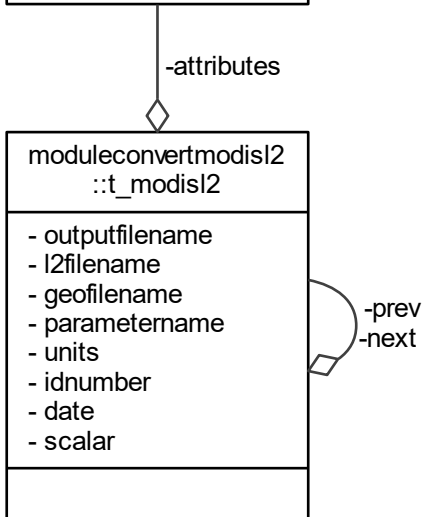 -attributes
moduleconvertmodisl2
::t_modisl2
- outputfilename
- l2filename
- geofilename
- parametername
- units
- idnumber
- date
- scalar
-prev
-next